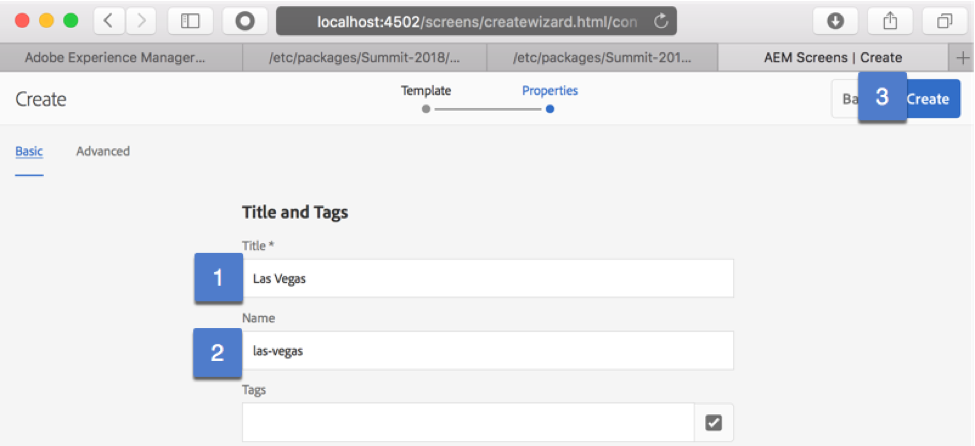 localhost:4502/screens/createwizard.html/con
Adobe Experience Manager...
/etc/packages/Summit-2018/...
/etc/packages/Summit-201...
AEM Screens | Create
Create
Template
Properties
Ba
3
Create
Basic
Advanced
Title and Tags
Title *
1
Las Vegas
Name
2
las-vegas
Tags